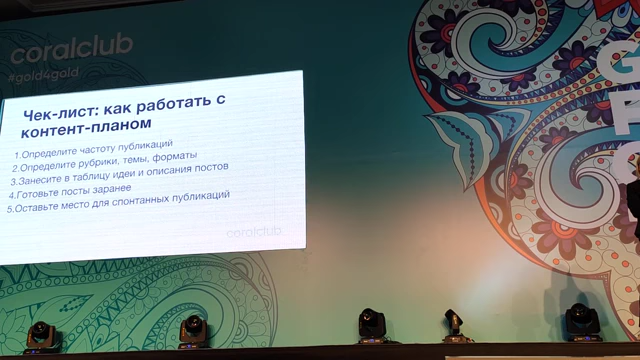 coralclub
#gold4gold
Чек-лист: как работать с
контент-планом
1.Определите частоту публикаций
2.Определите рубрики, темы, форматы
3.Занесите в таблицу идеи и описания постов
4.Готовьте посты заранее
5.Оставьте место для спонтанных публикаций
coralclub